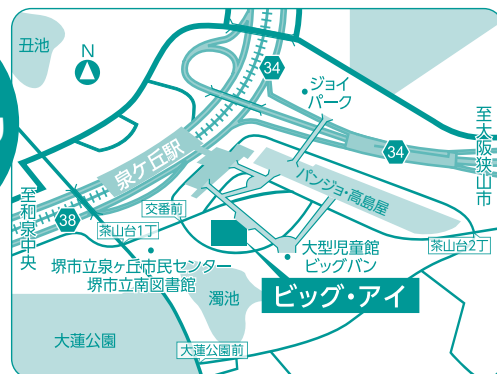 丑池
N
34
ジョイ
パーク
34
至大阪狭山市
泉ケ丘駅
パンジョ・高島屋
至和泉中央
38
交番前
茶山台1丁
茶山台2丁
堺市立泉ヶ丘市民センター
堺市立南図書館
大型児童館
ビッグバン
濁池
ビッグ・アイ
大蓮公園
大蓮公園前